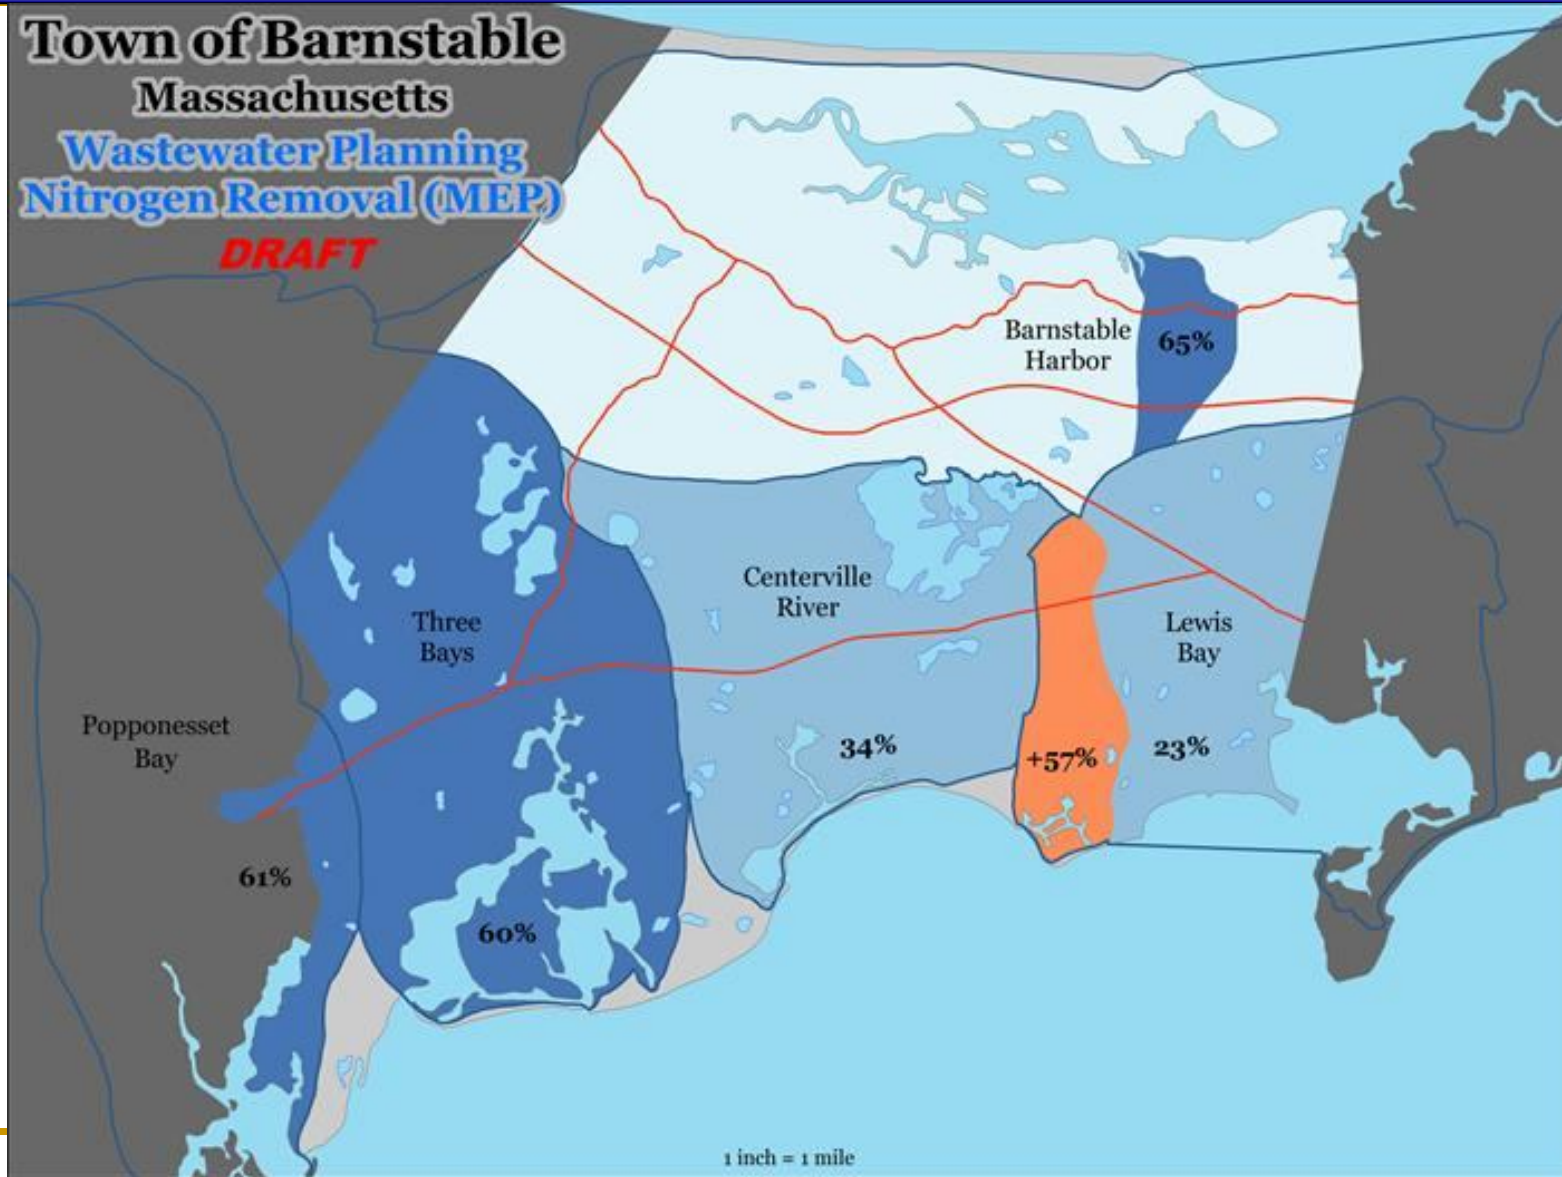 Town of Barnstable
Massachusetts
Wastewater Planning
Nitrogen Removal (MEP)
DRAFT
Barnstable
Harbor
65%
Centerville
River
Three
Bays
Lewis
Bay
Popponesset
Bay
34%
+57%
23%
61%
60%
1 inch = 1 mile